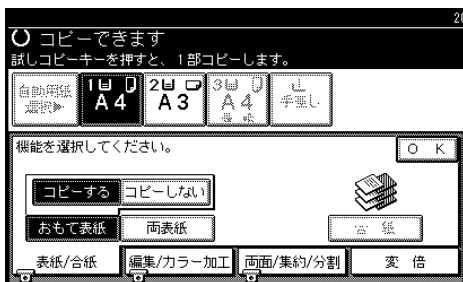 2
コピーできます
試しコピーキーを押すと、1部コピーします。
自動用紙 1 2 3
選択▶ A4 A3 A4 手差し
機能を選択してください。 OK
コピーする コピーしない
おもて表紙 両表紙 合紙
表紙/合紙 編集/カラー加工 両面/集約/分割 変倍